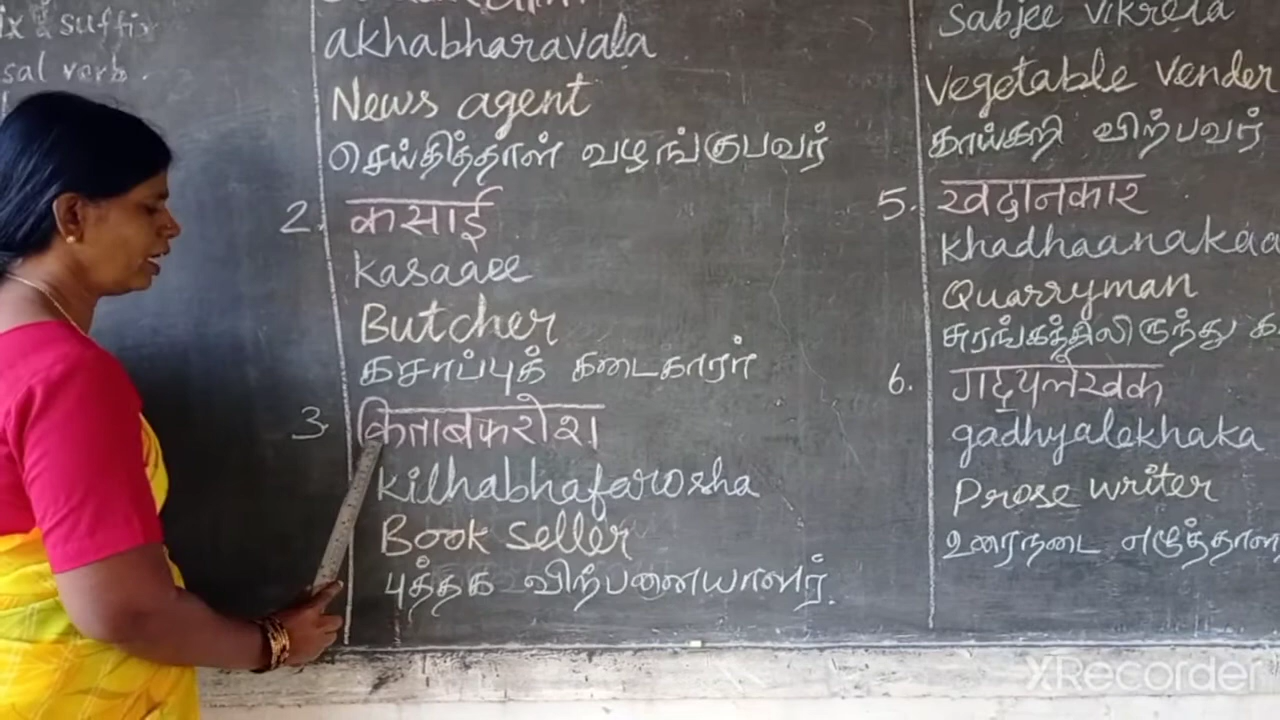 ix & suffix
sal verb.
akhabharavala
News agent
செய்தித்தாள் வழங்குபவர்
2. कसाई
kasaaee
Butcher
கசாப்புக் கடைகாரர்
3 किताबफरोश
kithabhafarosha
Book seller
புத்தக விற்பனையாளர்.
Sabjee vikreta
Vegetable Vender
காய்கறி விற்பவர்
5. खदानकार
khadhaanakaa
Quarryman
சுரங்கத்திலிருந்து க
6. गद्यलेखक
gadhyalekhaka
Prose writer
உரைநடை எழுத்தாள
XRecorder